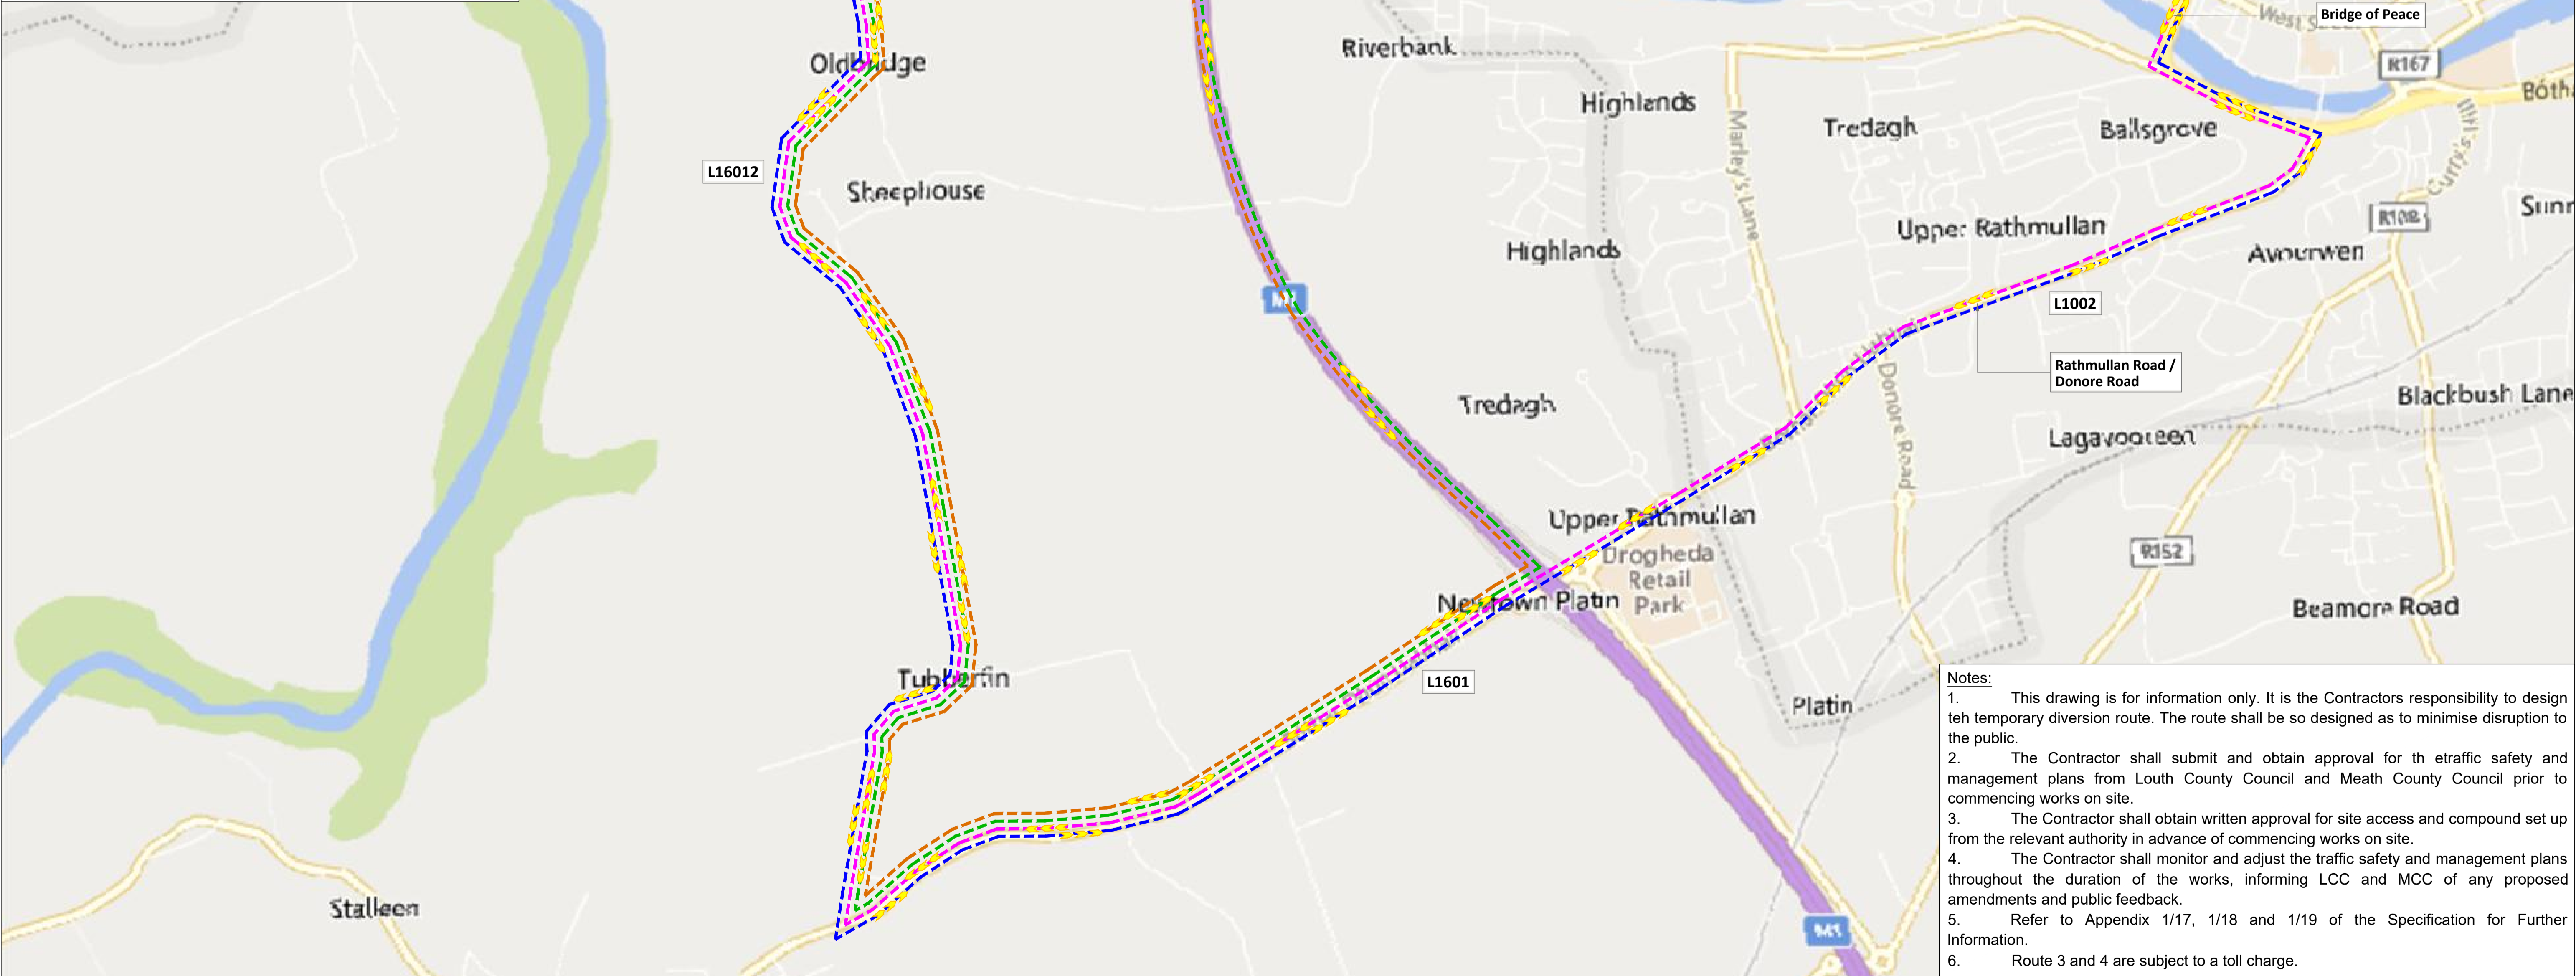 Bridge of Peace
West S
R167
Riverbank
Oldbridge
Highlands
Bóth
Tredagh
Ballsgrove
Marley's Lane
L16012
Sheephouse
Curry's
R108
Sunn
Upper Rathmullan
Highlands
Avourwen
M1
L1002
Rathmullan Road /
Donore Road
Donore Road
Blackbush Lane
Tredagh
Lagavooreen
Upper Rathmullan
Drogheda
Retail
Park
R152
Newtown Platin
Beamore Road
Tubberfin
L1601
Platin
Stalleen
M1
Notes:
1. This drawing is for information only. It is the Contractors responsibility to design
teh temporary diversion route. The route shall be so designed as to minimise disruption to
the public.
2. The Contractor shall submit and obtain approval for th etraffic safety and
management plans from Louth County Council and Meath County Council prior to
commencing works on site.
3. The Contractor shall obtain written approval for site access and compound set up
from the relevant authority in advance of commencing works on site.
4. The Contractor shall monitor and adjust the traffic safety and management plans
throughout the duration of the works, informing LCC and MCC of any proposed
amendments and public feedback.
5. Refer to Appendix 1/17, 1/18 and 1/19 of the Specification for Further
Information.
6. Route 3 and 4 are subject to a toll charge.